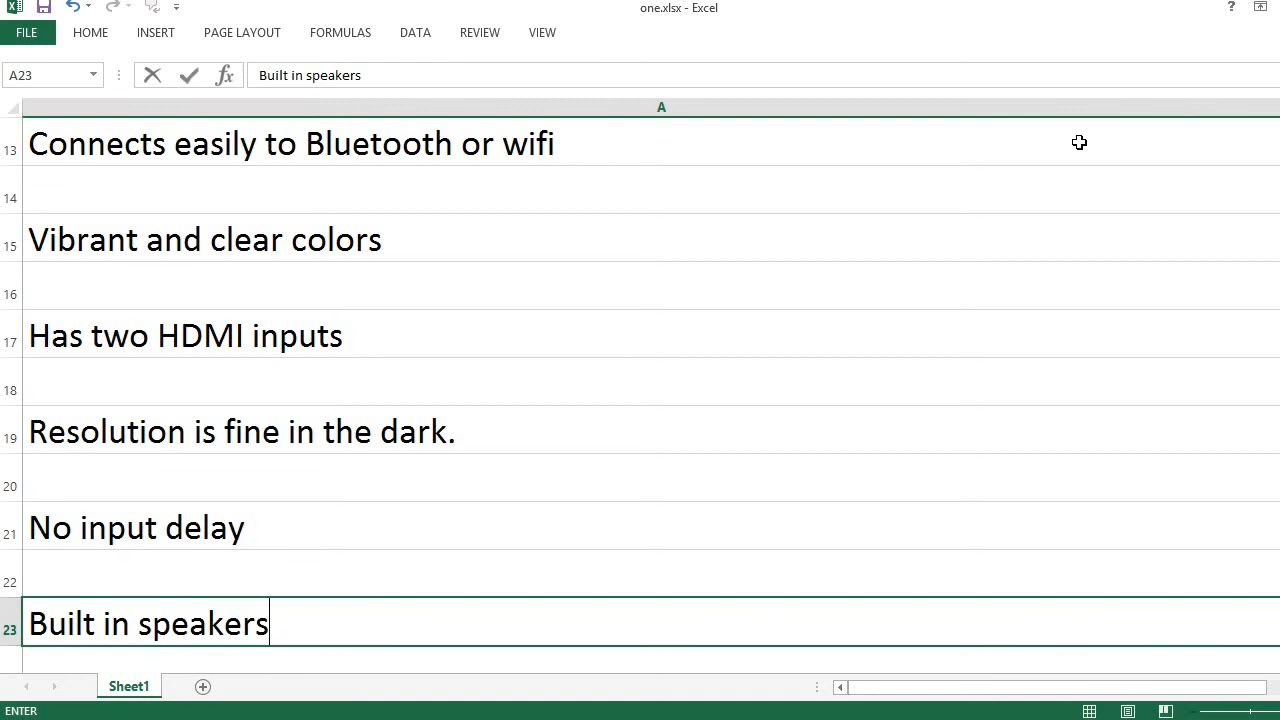 one.xlsx - Excel
?
FILE HOME INSERT PAGE LAYOUT FORMULAS DATA REVIEW VIEW
A23 fx Built in speakers
A
13 Connects easily to Bluetooth or wifi
14
15 Vibrant and clear colors
16
17 Has two HDMI inputs
18
19 Resolution is fine in the dark.
20
21 No input delay
22
23 Built in speakers
Sheet1
ENTER